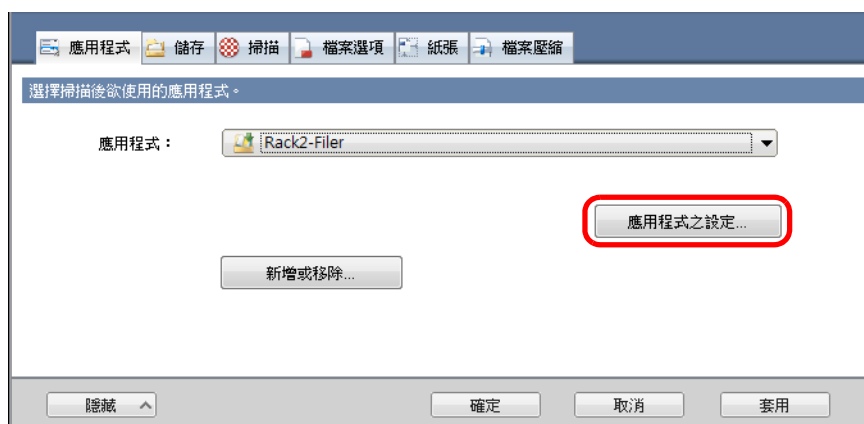 應用程式 儲存 掃描 檔案選項 紙張 檔案壓縮
選擇掃描後欲使用的應用程式。
應用程式： Rack2-Filer
應用程式之設定...
新增或移除...
隱藏 確定 取消 套用